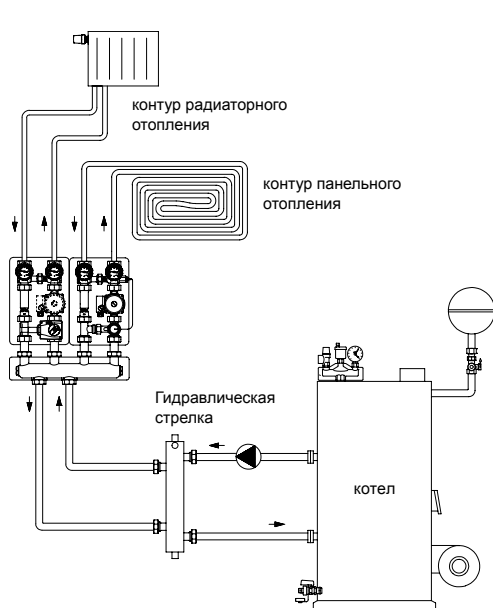 контур радиаторного
отопления
контур панельного
отопления
Гидравлическая
стрелка
котел